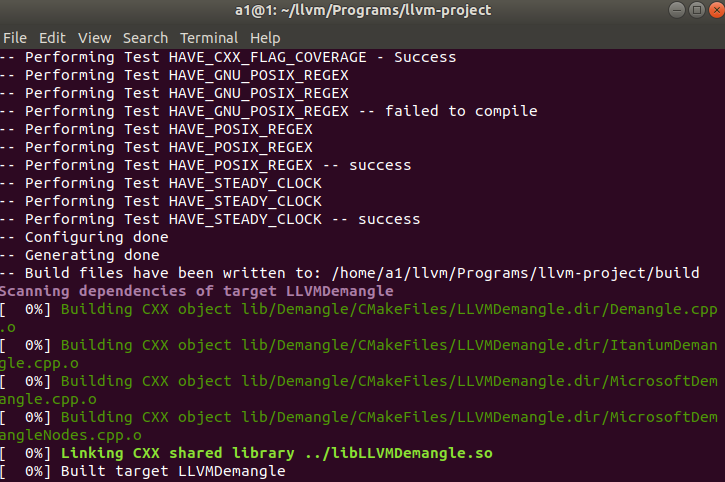 a1@1: ~/llvm/Programs/llvm-project
File Edit View Search Terminal Help
-- Performing Test HAVE_CXX_FLAG_COVERAGE - Success
-- Performing Test HAVE_GNU_POSIX_REGEX
-- Performing Test HAVE_GNU_POSIX_REGEX
-- Performing Test HAVE_GNU_POSIX_REGEX -- failed to compile
-- Performing Test HAVE_POSIX_REGEX
-- Performing Test HAVE_POSIX_REGEX
-- Performing Test HAVE_POSIX_REGEX -- success
-- Performing Test HAVE_STEADY_CLOCK
-- Performing Test HAVE_STEADY_CLOCK
-- Performing Test HAVE_STEADY_CLOCK -- success
-- Configuring done
-- Generating done
-- Build files have been written to: /home/a1/llvm/Programs/llvm-project/build
Scanning dependencies of target LLVMDemangle
[  0%] Building CXX object lib/Demangle/CMakeFiles/LLVMDemangle.dir/Demangle.cpp
.o
[  0%] Building CXX object lib/Demangle/CMakeFiles/LLVMDemangle.dir/ItaniumDeman
gle.cpp.o
[  0%] Building CXX object lib/Demangle/CMakeFiles/LLVMDemangle.dir/MicrosoftDem
angle.cpp.o
[  0%] Building CXX object lib/Demangle/CMakeFiles/LLVMDemangle.dir/MicrosoftDem
angleNodes.cpp.o
[  0%] Linking CXX shared library ../libLLVMDemangle.so
[  0%] Built target LLVMDemangle